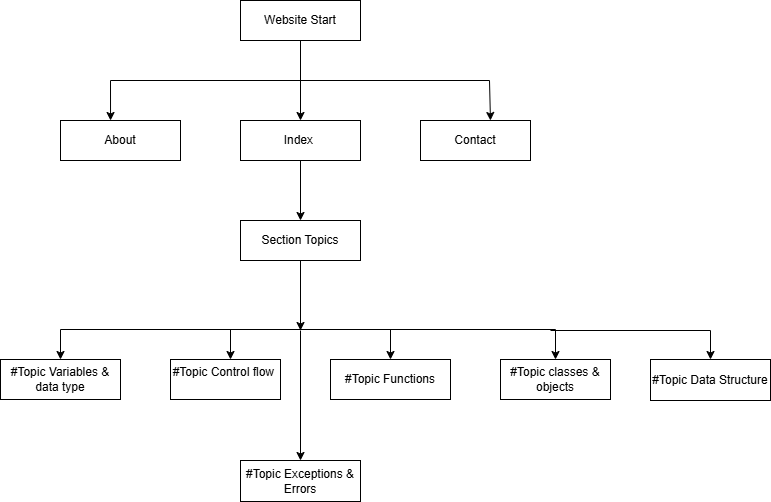 Website Start
About
Index
Contact
Section Topics
#Topic Variables &
data type
#Topic Control flow
#Topic Functions
#Topic classes &
objects
#Topic Data Structure
#Topic Exceptions &
Errors